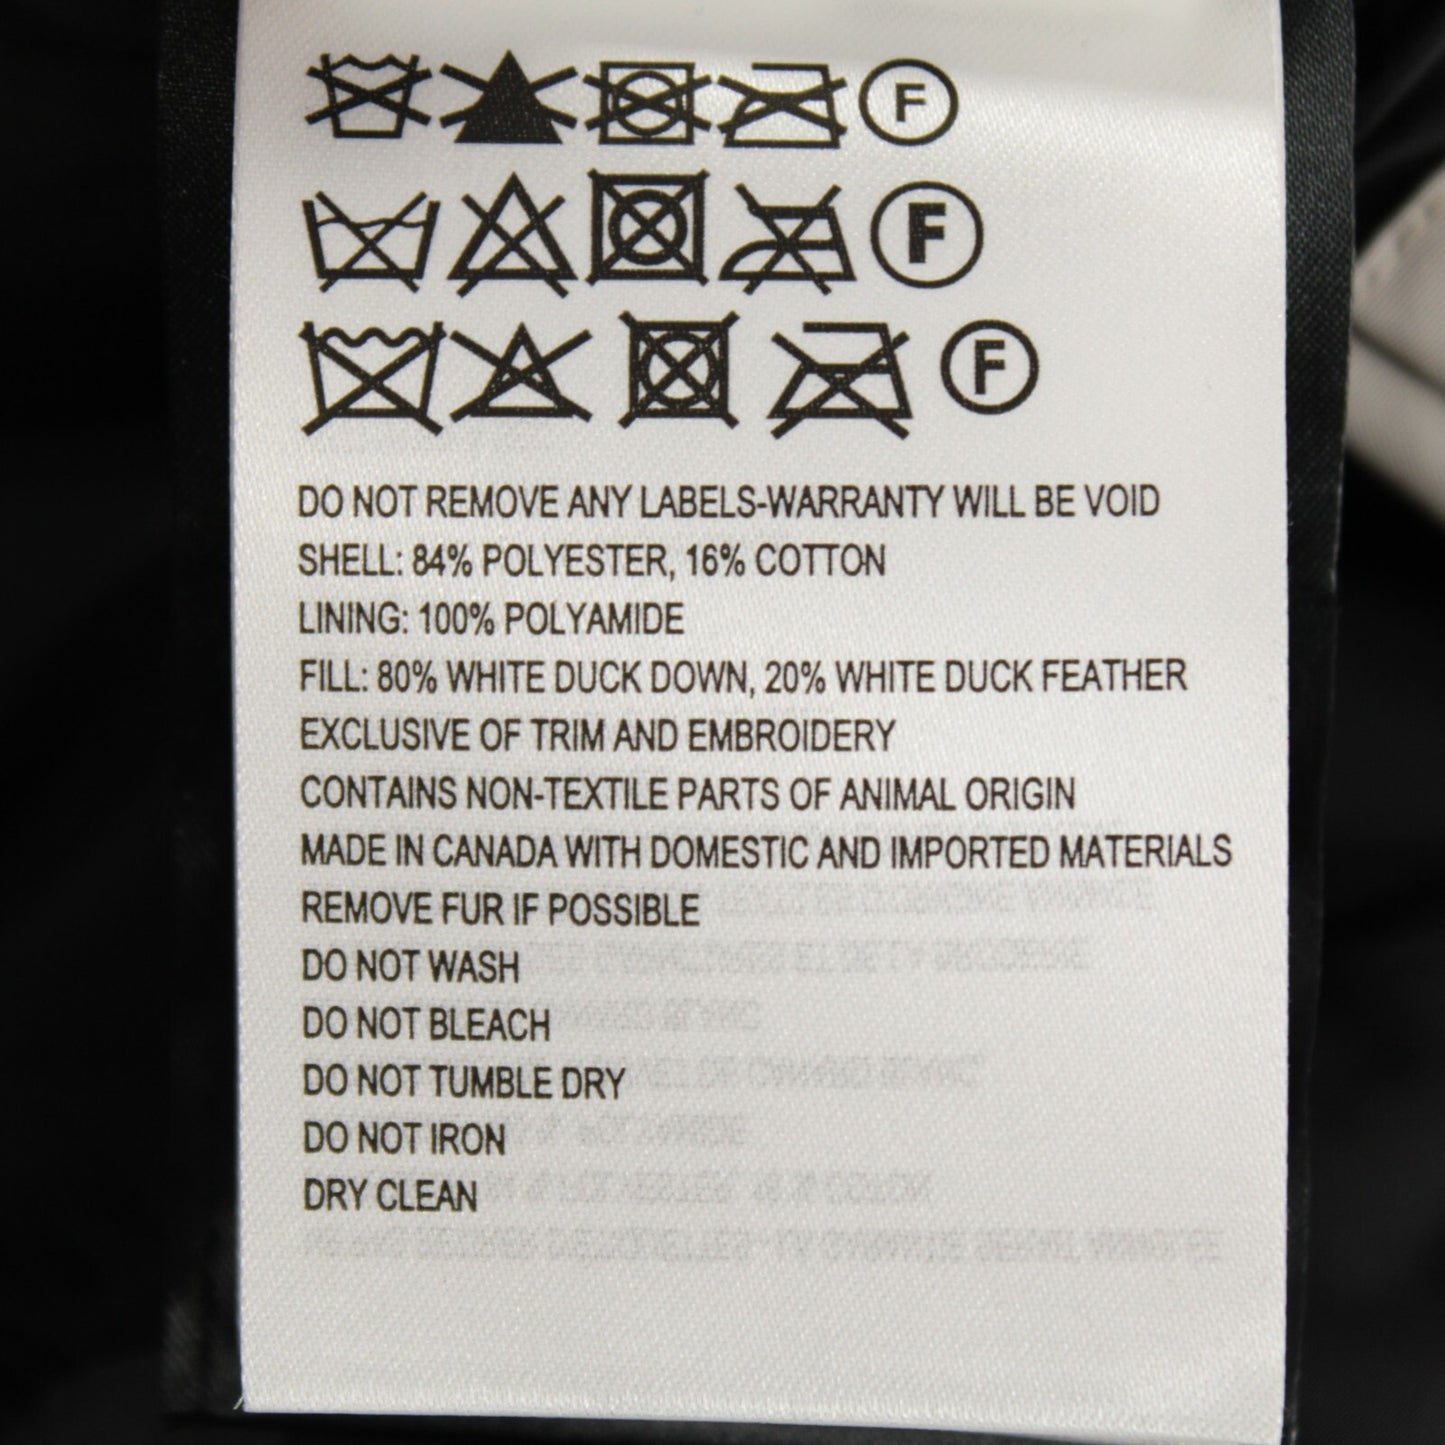 F
F
F
DO NOT REMOVE ANY LABELS-WARRANTY WILL BE VOID
SHELL: 84% POLYESTER, 16% COTTON
LINING: 100% POLYAMIDE
FILL: 80% WHITE DUCK DOWN, 20% WHITE DUCK FEATHER
EXCLUSIVE OF TRIM AND EMBROIDERY
CONTAINS NON-TEXTILE PARTS OF ANIMAL ORIGIN
MADE IN CANADA WITH DOMESTIC AND IMPORTED MATERIALS
REMOVE FUR IF POSSIBLE
DO NOT WASH
DO NOT BLEACH
DO NOT TUMBLE DRY
DO NOT IRON
DRY CLEAN